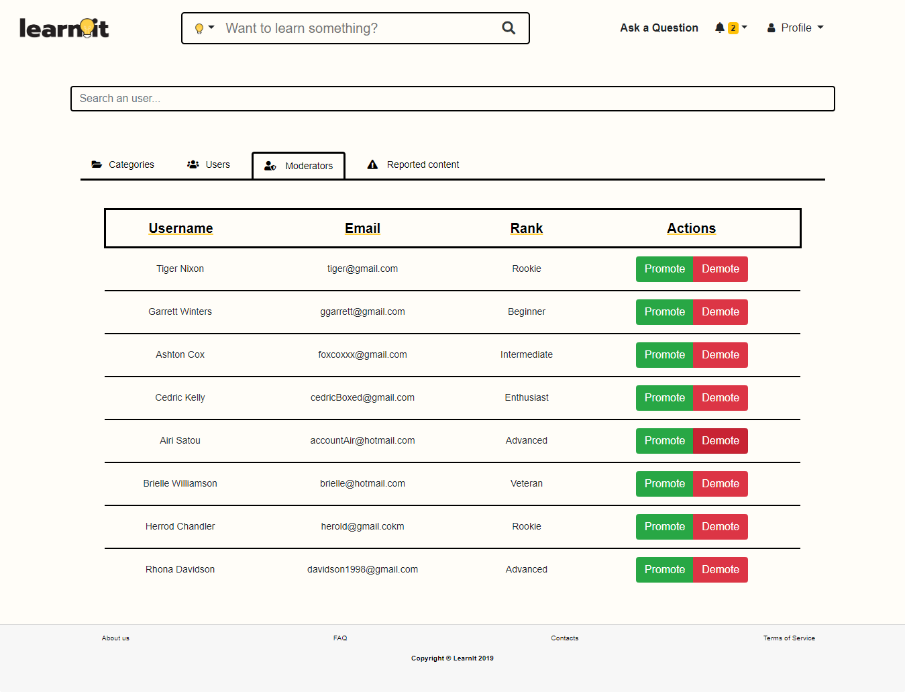 learn it
Want to learn something?
Ask a Question 2 Profile
Search an user...
Categories Users Moderators Reported content
Username Email Rank Actions
Tiger Nixon tiger@gmail.com Rookie Promote Demote
Garrett Winters ggarrett@gmail.com Beginner Promote Demote
Ashton Cox foxcoxxx@gmail.com Intermediate Promote Demote
Cedric Kelly cedricBoxed@gmail.com Enthusiast Promote Demote
Airi Satou accountAir@hotmail.com Advanced Promote Demote
Brielle Williamson brielle@hotmail.com Veteran Promote Demote
Herrod Chandler herold@gmail.cokm Rookie Promote Demote
Rhona Davidson davidson1998@gmail.com Advanced Promote Demote
About us FAQ Contacts Terms of Service
Copyright © LearnIt 2019